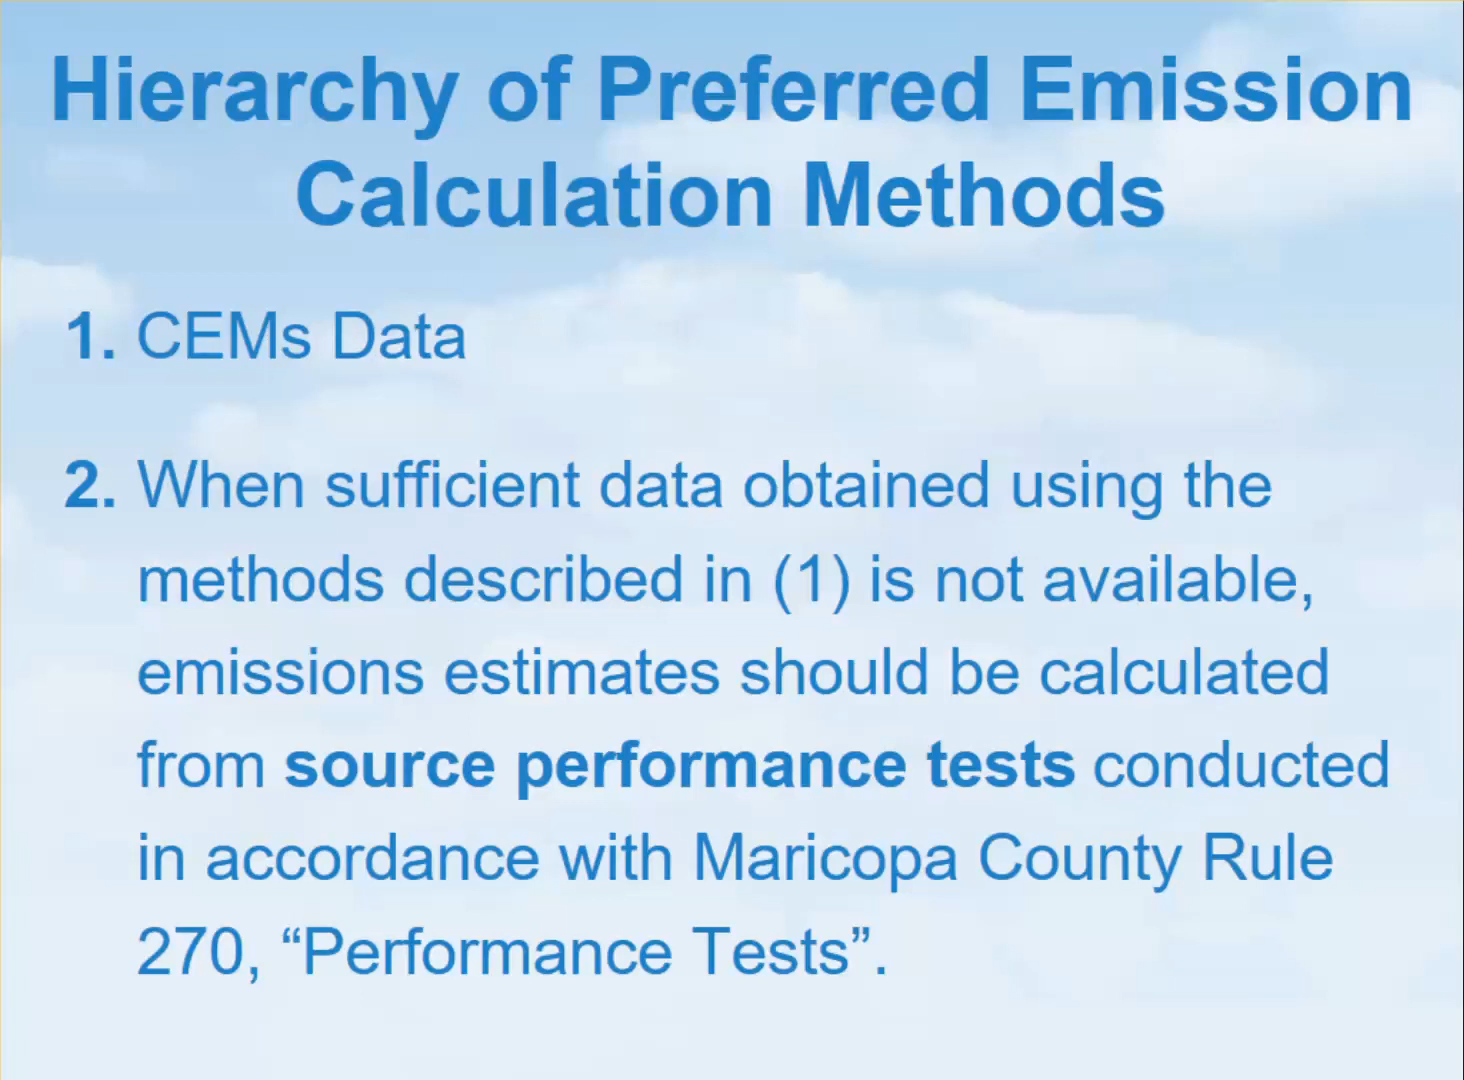 Hierarchy of Preferred Emission
Calculation Methods
1. CEMs Data
2. When sufficient data obtained using the
methods described in (1) is not available,
emissions estimates should be calculated
from source performance tests conducted
in accordance with Maricopa County Rule
270, “Performance Tests”.